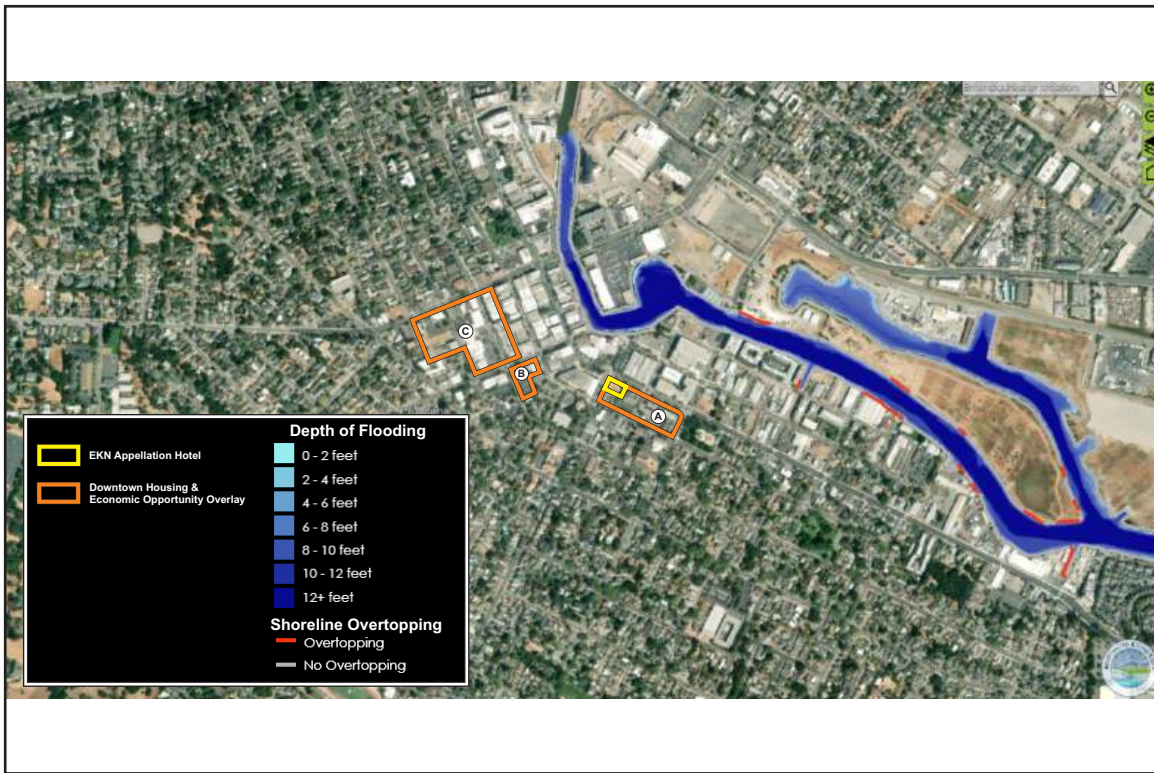 C
B
A
EKN Appellation Hotel
Downtown Housing &
Economic Opportunity Overlay
Depth of Flooding
0 - 2 feet
2 - 4 feet
4 - 6 feet
6 - 8 feet
8 - 10 feet
10 - 12 feet
12+ feet
Shoreline Overtopping
Overtopping
No Overtopping